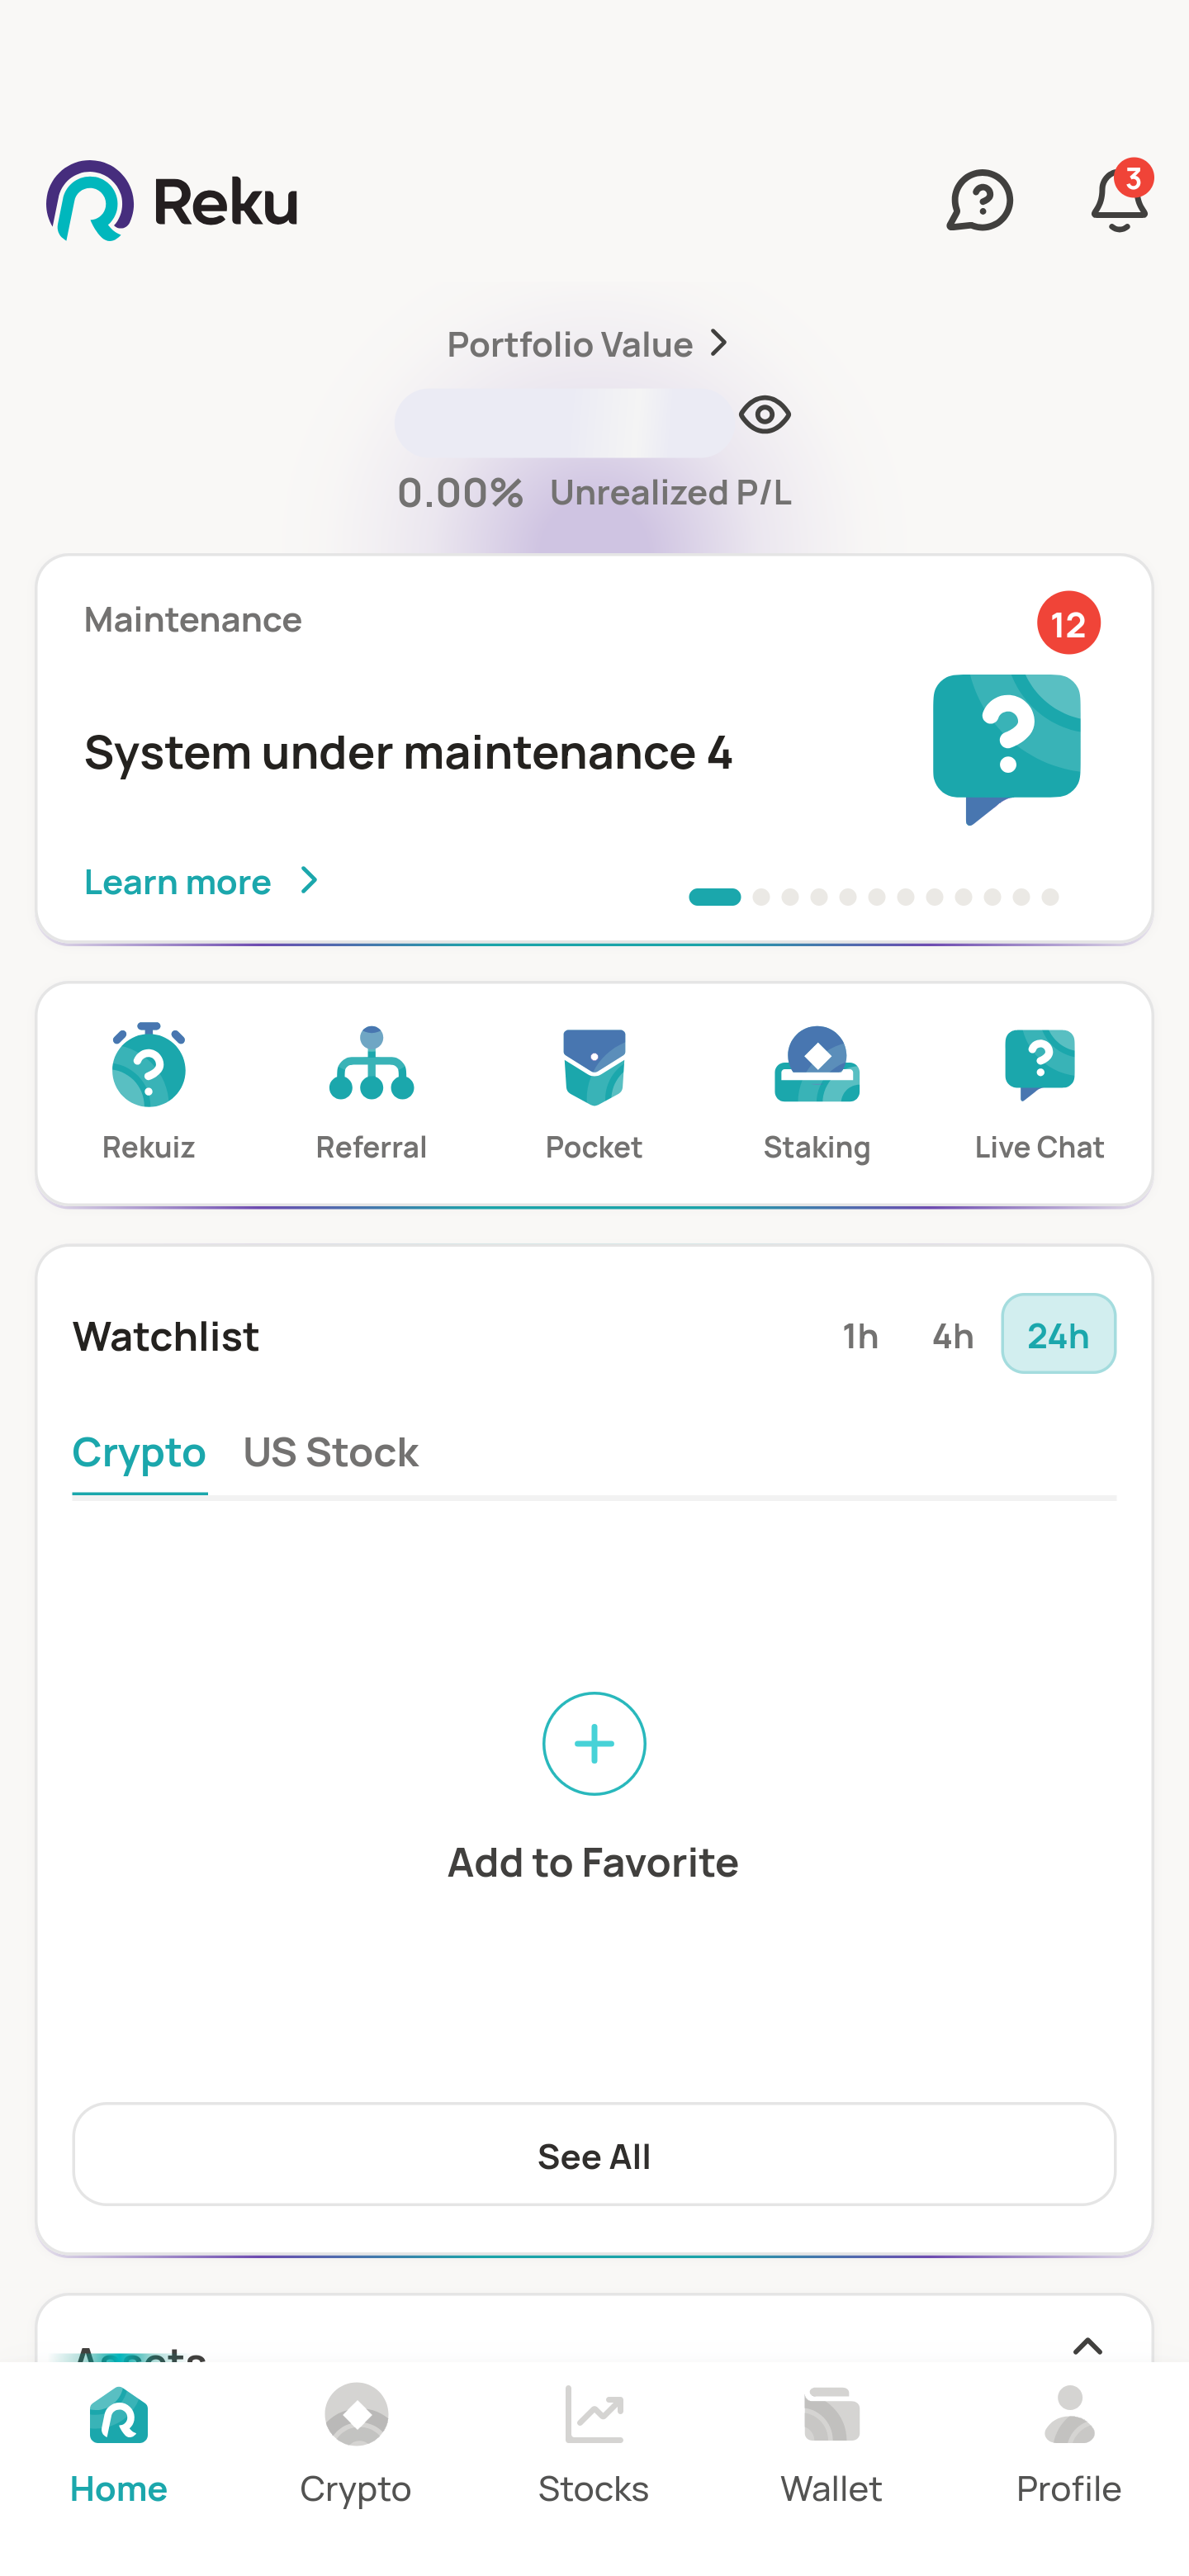 Reku
3
Portfolio Value
0.00% Unrealized P/L
Maintenance
12
System under maintenance 4
Learn more
Rekuiz
Referral
Pocket
Staking
Live Chat
Watchlist
1h
4h
24h
Crypto
US Stock
Add to Favorite
See All
Assets
Home
Crypto
Stocks
Wallet
Profile